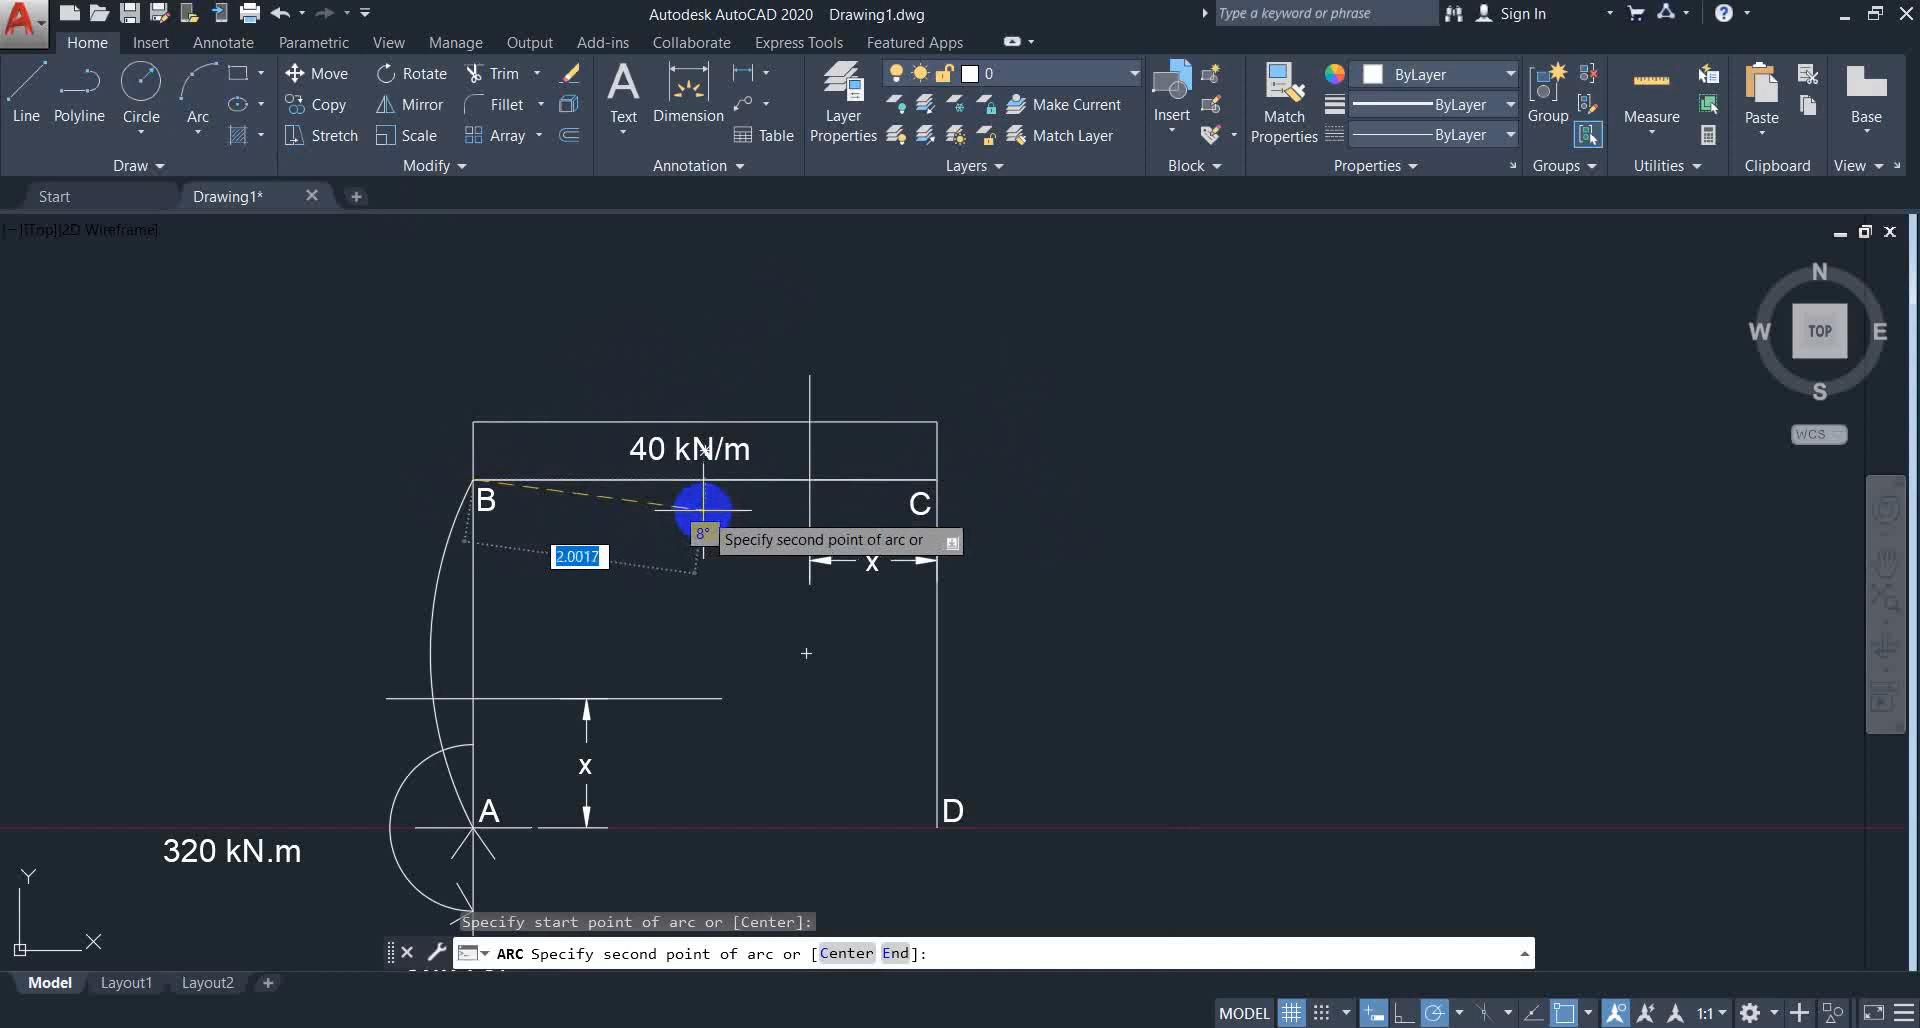 A
Autodesk AutoCAD 2020 Drawing1.dwg
Type a keyword or phrase
Sign In
Home Insert Annotate Parametric View Manage Output Add-ins Collaborate Express Tools Featured Apps
Line Polyline Circle Arc
Move Rotate Trim
Copy Mirror Fillet
Stretch Scale Array
Text Dimension Table
Layer Properties
0
Make Current
Match Layer
Insert
Match Properties
ByLayer
ByLayer
ByLayer
Group
Measure
Paste
Base
Draw Modify Annotation Layers Block Properties Groups Utilities Clipboard View
Start Drawing1*
[−][Top][2D Wireframe]
N
W TOP E
S
WCS
40 kN/m
B
C
8° Specify second point of arc or
2.0017
x
x
A
D
320 kN.m
Y
X
Specify start point of arc or [Center]:
ARC Specify second point of arc or [Center End]:
Model Layout1 Layout2
MODEL 1:1